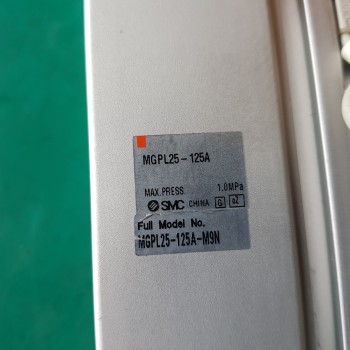 MGPL25-125A
MAX.PRESS. 1.0MPa
SMC CHINA G
Full Model No.
MGPL25-125A-M9N